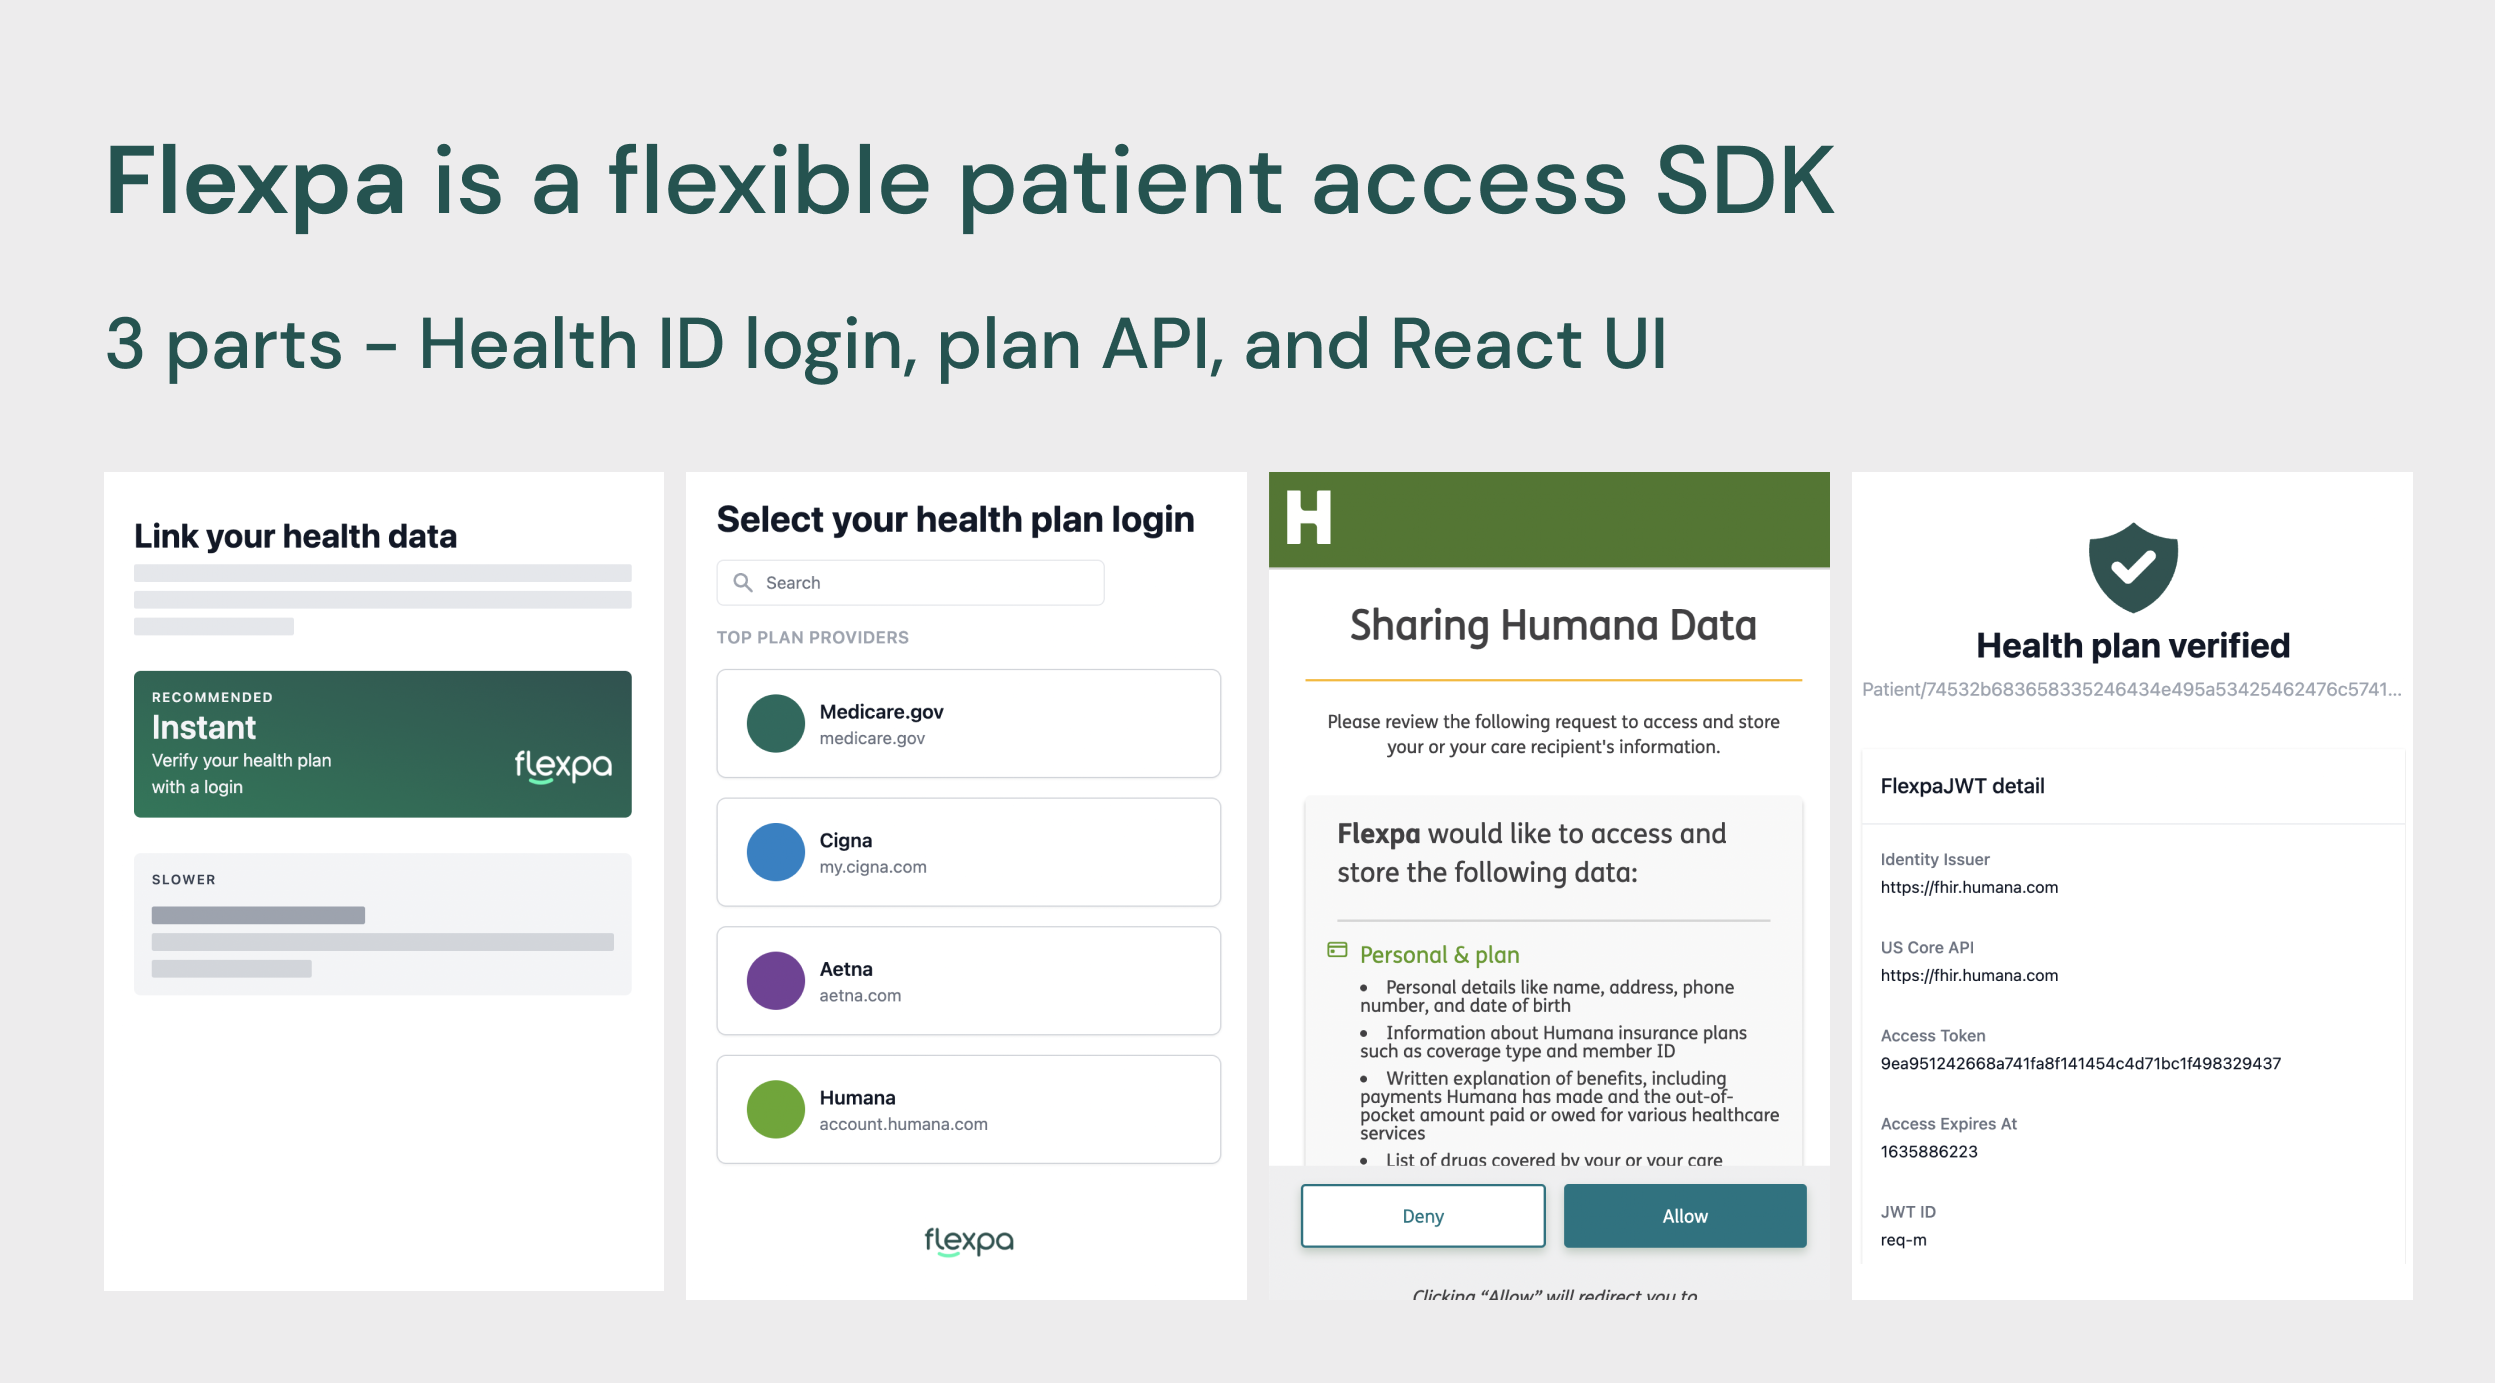 Flexpa is a flexible patient access SDK
3 parts - Health ID login, plan API, and React UI
Link your health data
RECOMMENDED
Instant
Verify your health plan
with a login
flexpa
SLOWER
Select your health plan login
Search
TOP PLAN PROVIDERS
Medicare.gov
medicare.gov
Cigna
my.cigna.com
Aetna
aetna.com
Humana
account.humana.com
flexpa
H
Sharing Humana Data
Please review the following request to access and store
your or your care recipient's information.
Flexpa would like to access and
store the following data:
Personal & plan
• Personal details like name, address, phone
number, and date of birth
• Information about Humana insurance plans
such as coverage type and member ID
• Written explanation of benefits, including
payments Humana has made and the out-of-
pocket amount paid or owed for various healthcare
services
• List of drugs covered by your or your care
Deny
Allow
Clicking “Allow” will redirect you to
Health plan verified
Patient/74532b683658335246434e495a53425462476c5741...
FlexpaJWT detail
Identity Issuer
https://fhir.humana.com
US Core API
https://fhir.humana.com
Access Token
9ea951242668a741fa8f141454c4d71bc1f498329437
Access Expires At
1635886223
JWT ID
req-m